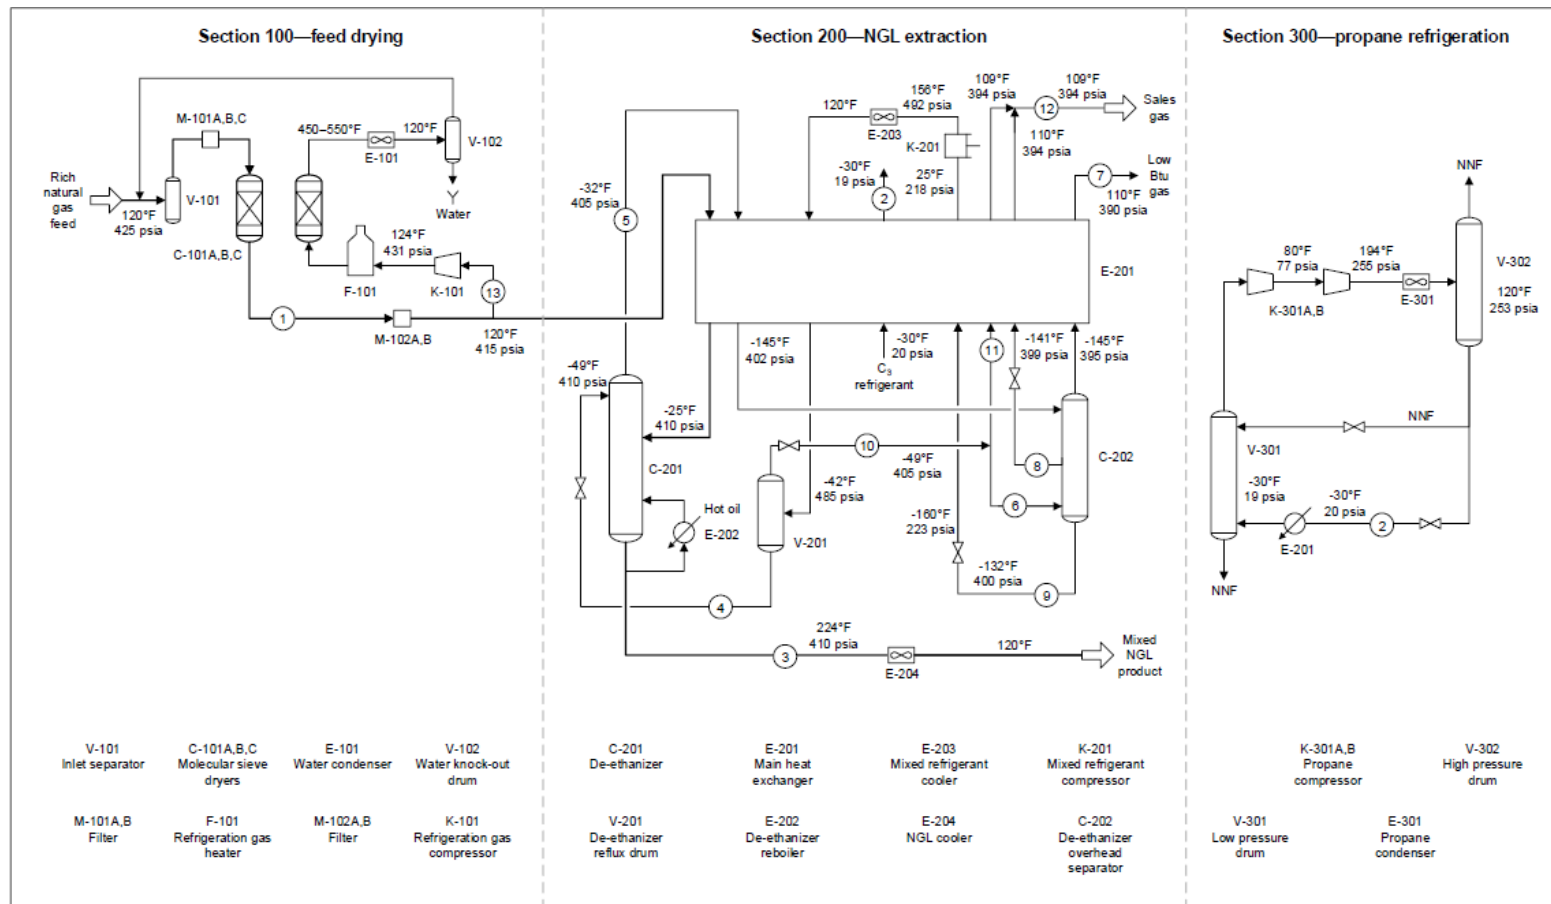 Section 100—feed drying
Section 200—NGL extraction
Section 300—propane refrigeration
M-101A,B,C
450–550°F
120°F
E-101
V-102
Rich
natural
gas
feed
120°F
425 psia
V-101
Water
C-101A,B,C
124°F
431 psia
F-101
K-101
13
1
M-102A,B
120°F
415 psia
-32°F
405 psia
5
120°F
E-203
156°F
492 psia
K-201
-30°F
19 psia
2
25°F
218 psia
109°F
394 psia
109°F
394 psia
12
Sales
gas
110°F
394 psia
7
Low
Btu
gas
110°F
390 psia
E-201
-145°F
402 psia
-30°F
20 psia
C3
refrigerant
11
-141°F
399 psia
-145°F
395 psia
-49°F
410 psia
-25°F
410 psia
C-201
10
-49°F
405 psia
8
C-202
-42°F
485 psia
6
Hot oil
E-202
V-201
-160°F
223 psia
-132°F
400 psia
9
4
224°F
410 psia
3
E-204
120°F
Mixed
NGL
product
NNF
80°F
77 psia
194°F
255 psia
K-301A,B
E-301
V-302
120°F
253 psia
NNF
V-301
-30°F
19 psia
-30°F
20 psia
2
E-201
NNF
V-101
Inlet separator
C-101A,B,C
Molecular sieve
dryers
E-101
Water condenser
V-102
Water knock-out
drum
C-201
De-ethanizer
E-201
Main heat
exchanger
E-203
Mixed refrigerant
cooler
K-201
Mixed refrigerant
compressor
K-301A,B
Propane
compressor
V-302
High pressure
drum
M-101A,B
Filter
F-101
Refrigeration gas
heater
M-102A,B
Filter
K-101
Refrigeration gas
compressor
V-201
De-ethanizer
reflux drum
E-202
De-ethanizer
reboiler
E-204
NGL cooler
C-202
De-ethanizer
overhead
separator
V-301
Low pressure
drum
E-301
Propane
condenser